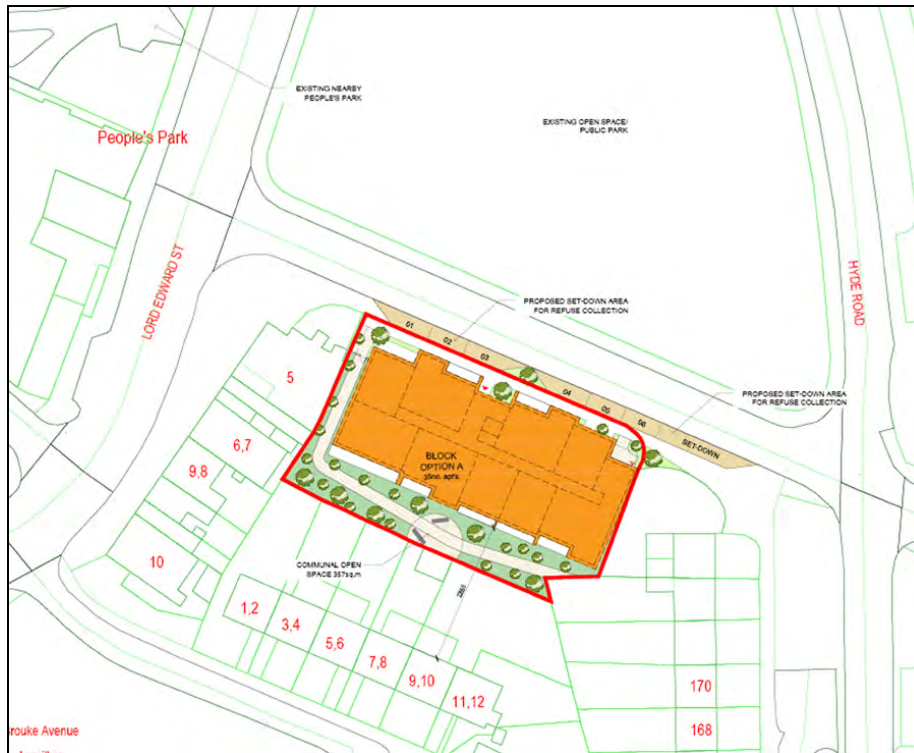 EXISTING NEARBY
PEOPLE'S PARK
EXISTING OPEN SPACE/
PUBLIC PARK
People's Park
LORD EDWARD ST
HYDE ROAD
PROPOSED SET-DOWN AREA
FOR REFUSE COLLECTION
01
02
03
04
05
06
SET-DOWN
PROPOSED SET-DOWN AREA
FOR REFUSE COLLECTION
5
6,7
9,8
10
BLOCK
OPTION A
COMMUNAL OPEN
SPACE 357sq.m
1,2
3,4
5,6
7,8
9,10
11,12
170
168
rouke Avenue